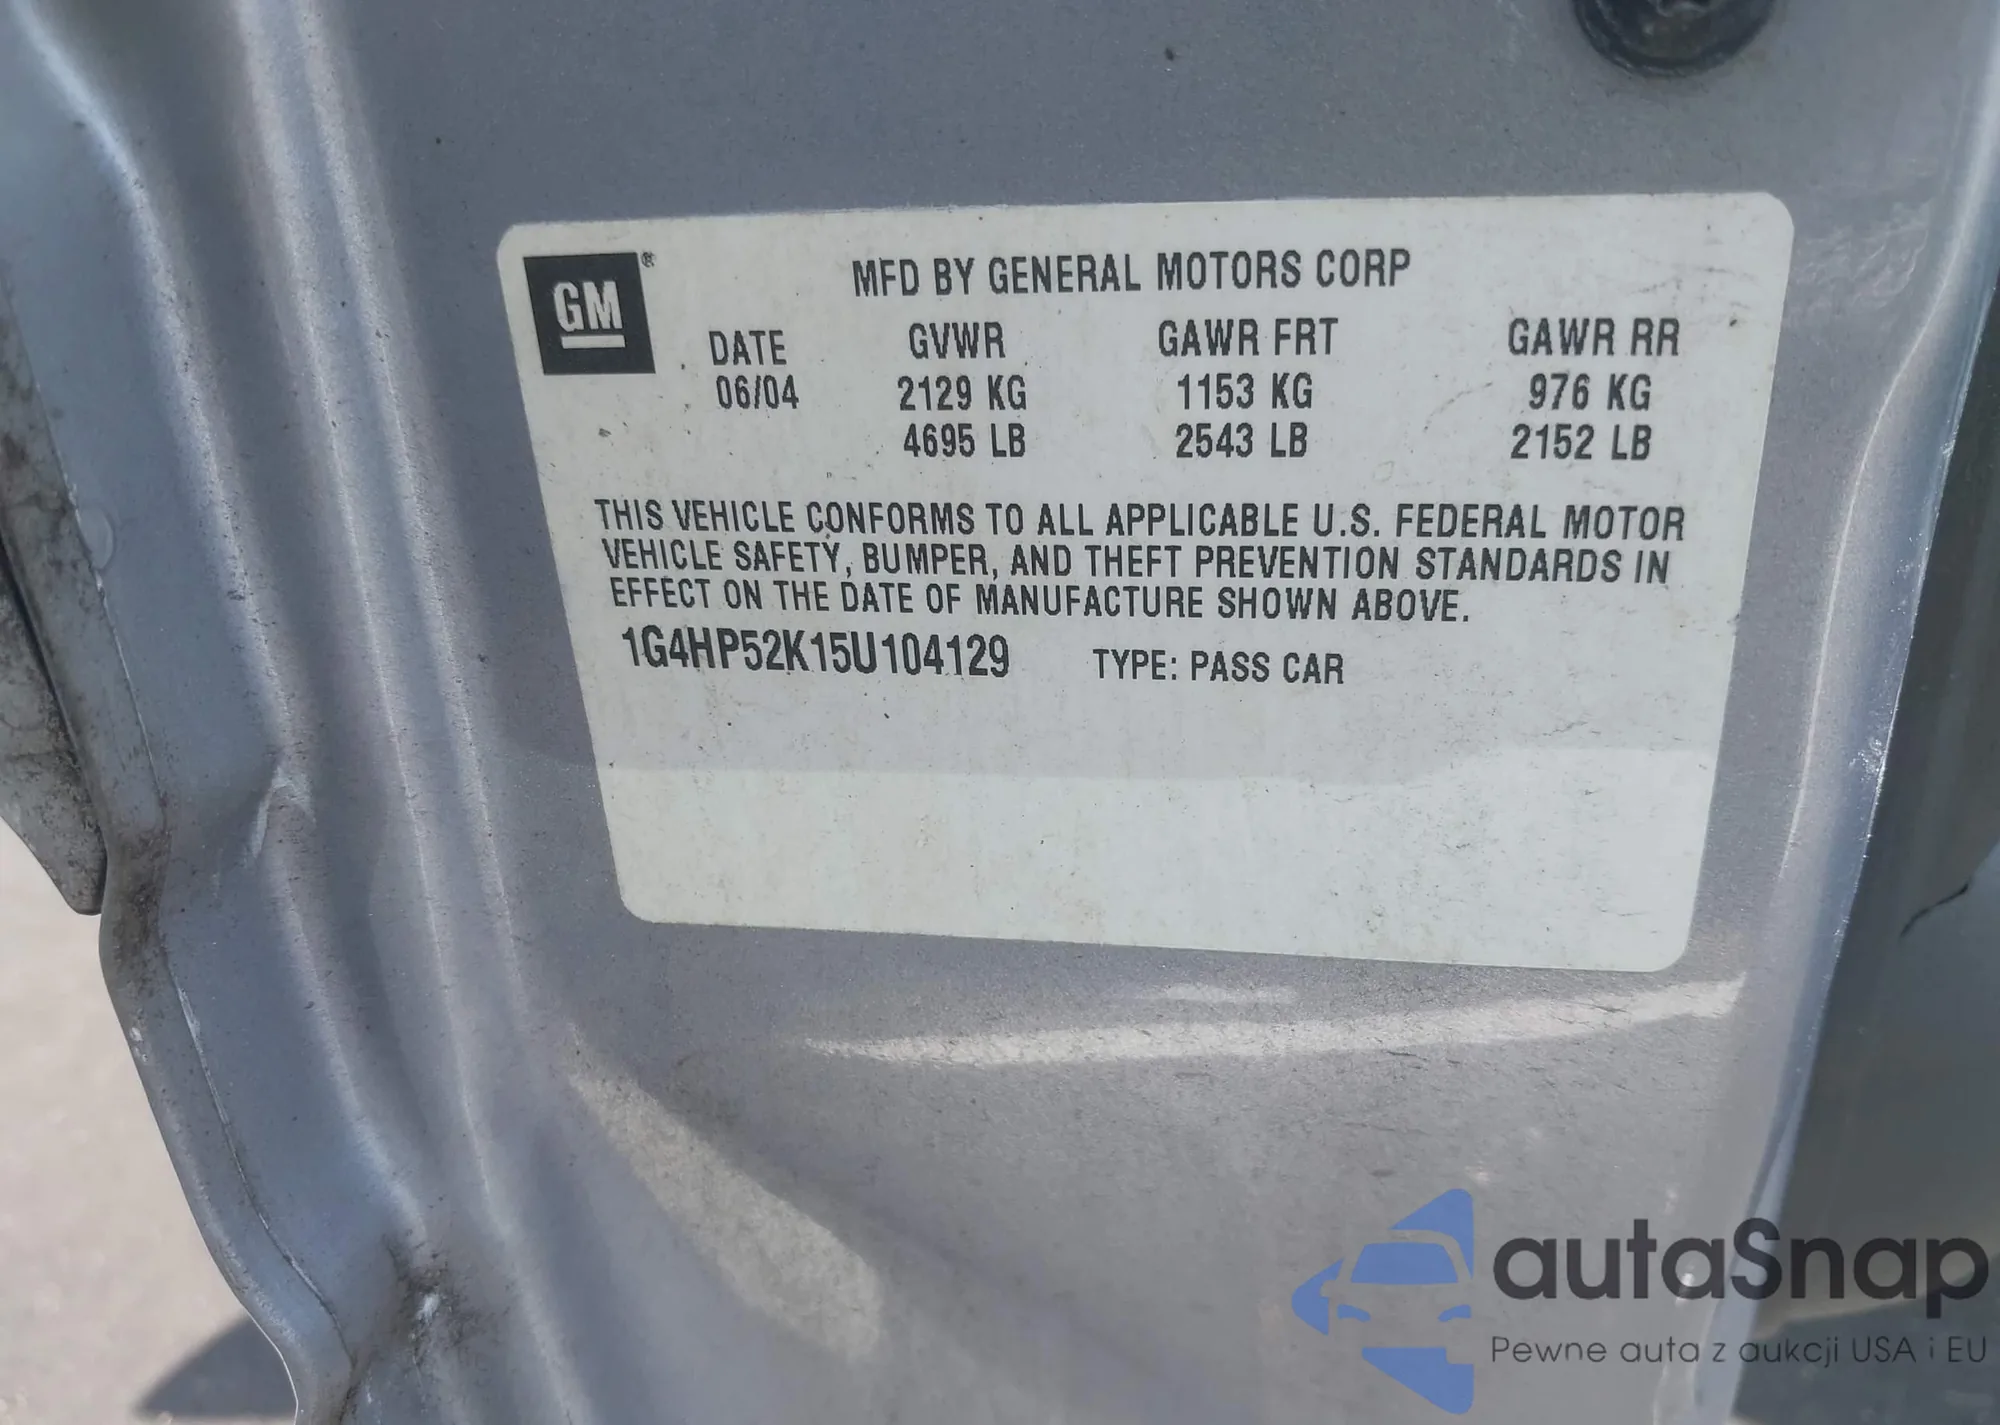 GM®
MFD BY GENERAL MOTORS CORP
DATE GVWR GAWR FRT GAWR RR
06/04 2129 KG 1153 KG 976 KG
4695 LB 2543 LB 2152 LB
THIS VEHICLE CONFORMS TO ALL APPLICABLE U.S. FEDERAL MOTOR
VEHICLE SAFETY, BUMPER, AND THEFT PREVENTION STANDARDS IN
EFFECT ON THE DATE OF MANUFACTURE SHOWN ABOVE.
1G4HP52K15U104129 TYPE: PASS CAR
autaSnap
Pewne auta z aukcji USA i EU